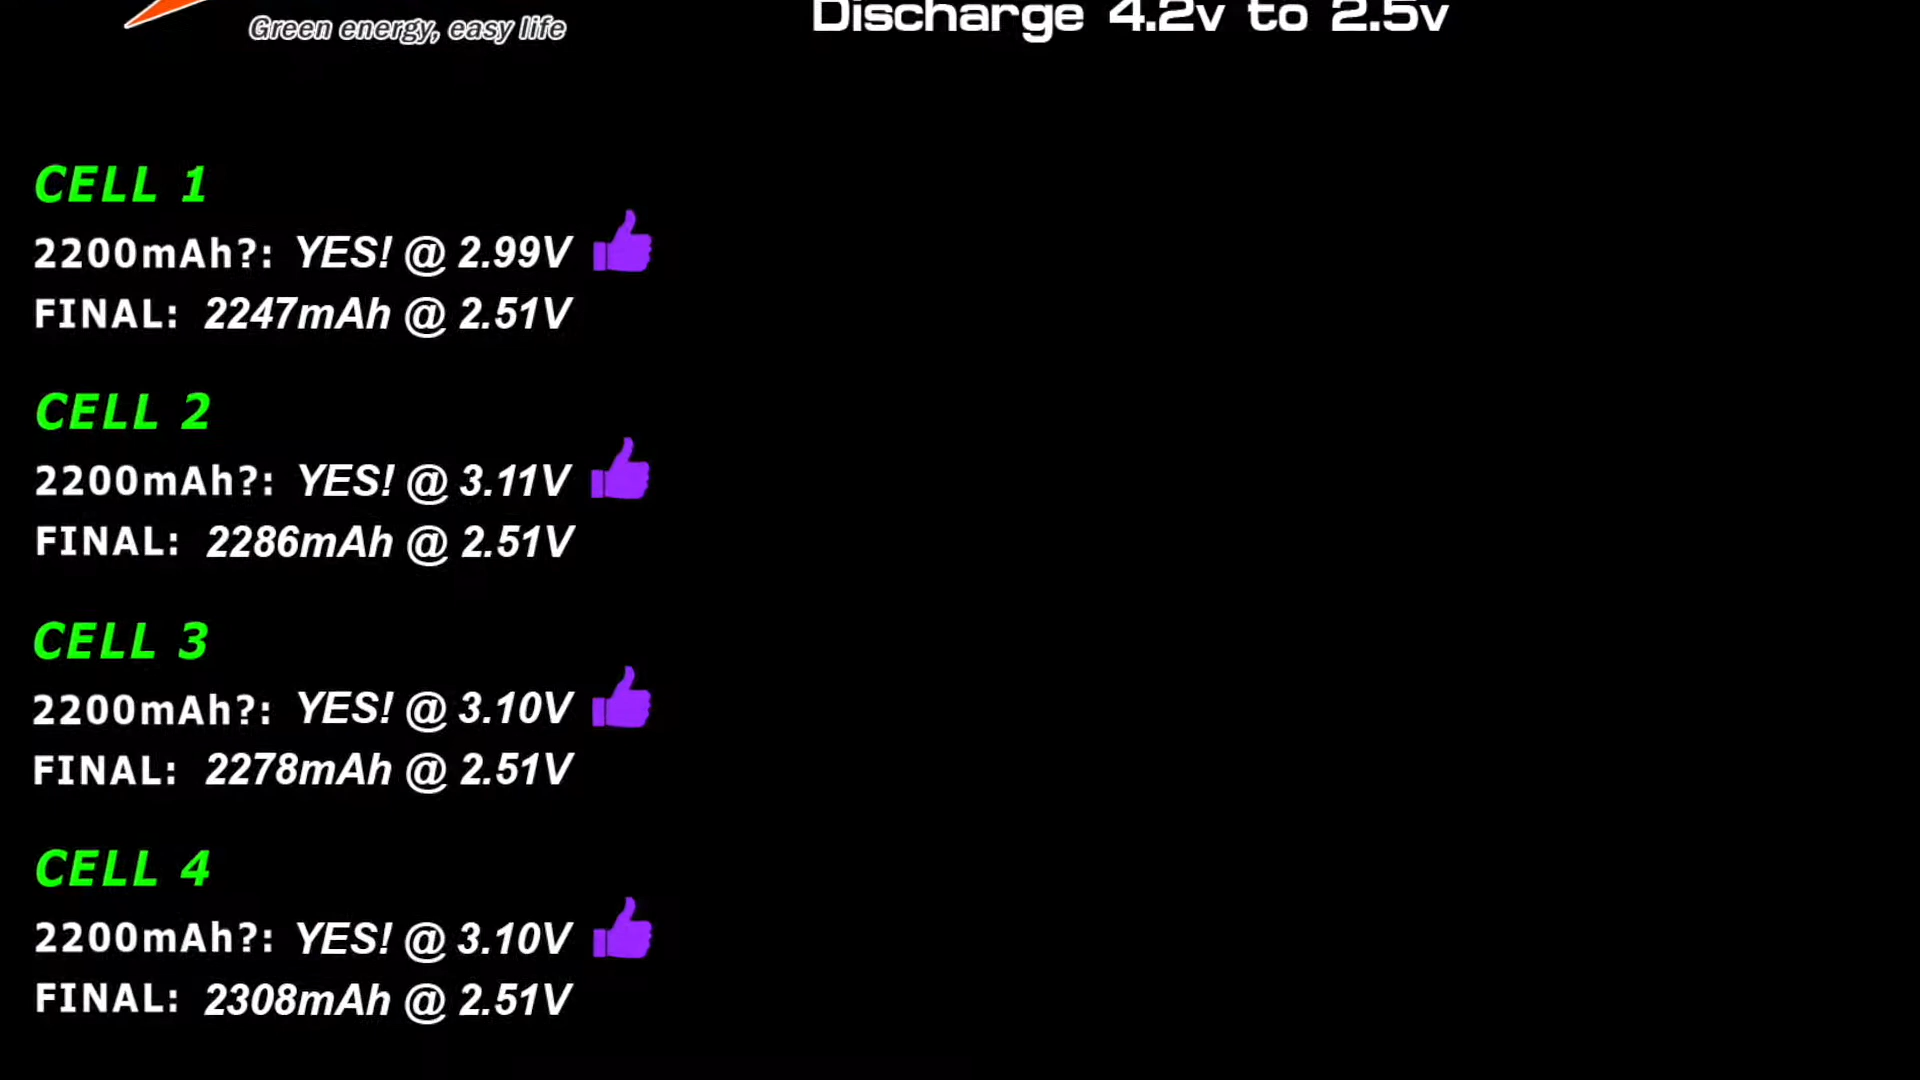 Green energy, easy life
Discharge 4.2v to 2.5v
CELL 1
2200mAh?: YES! @ 2.99V
FINAL: 2247mAh @ 2.51V
CELL 2
2200mAh?: YES! @ 3.11V
FINAL: 2286mAh @ 2.51V
CELL 3
2200mAh?: YES! @ 3.10V
FINAL: 2278mAh @ 2.51V
CELL 4
2200mAh?: YES! @ 3.10V
FINAL: 2308mAh @ 2.51V